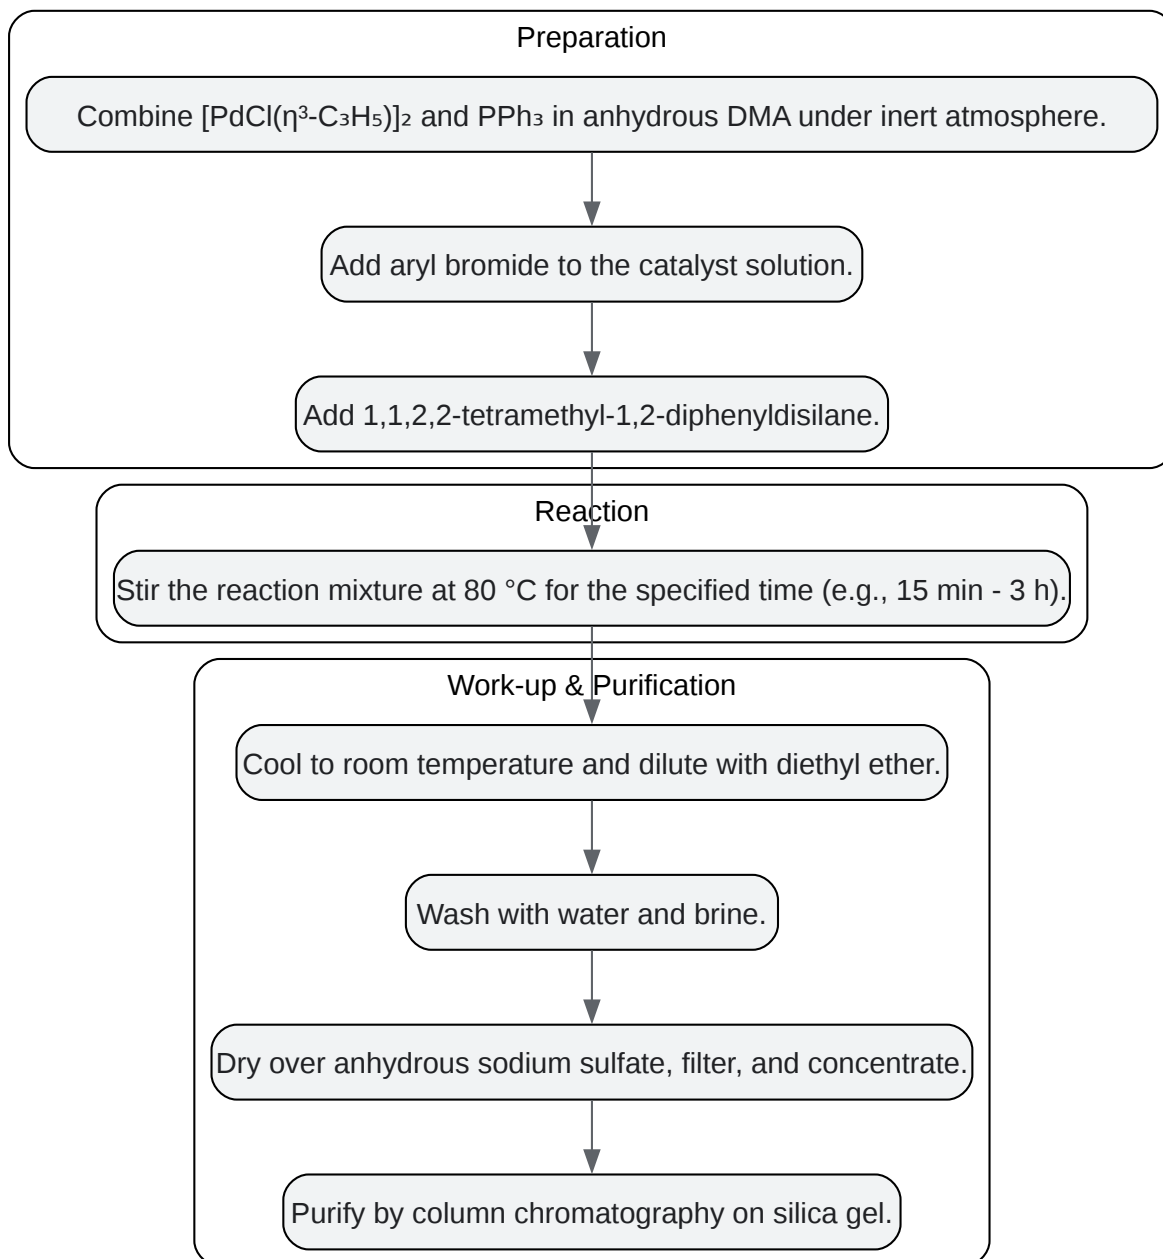 Preparation
Combine [PdCl(η³-C₃H₅)]₂ and PPh₃ in anhydrous DMA under inert atmosphere.
Add aryl bromide to the catalyst solution.
Add 1,1,2,2-tetramethyl-1,2-diphenyldisilane.
Reaction
Stir the reaction mixture at 80 °C for the specified time (e.g., 15 min - 3 h).
Work-up & Purification
Cool to room temperature and dilute with diethyl ether.
Wash with water and brine.
Dry over anhydrous sodium sulfate, filter, and concentrate.
Purify by column chromatography on silica gel.